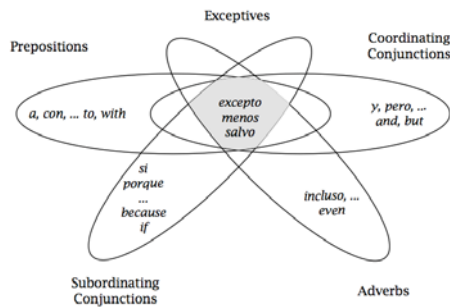 Exceptives
Prepositions
Coordinating
Conjunctions
a, con, ... to, with
excepto
menos
salvo
y, pero, ...
and, but
si
porque
...
because
if
incluso, ...
even
Subordinating
Conjunctions
Adverbs